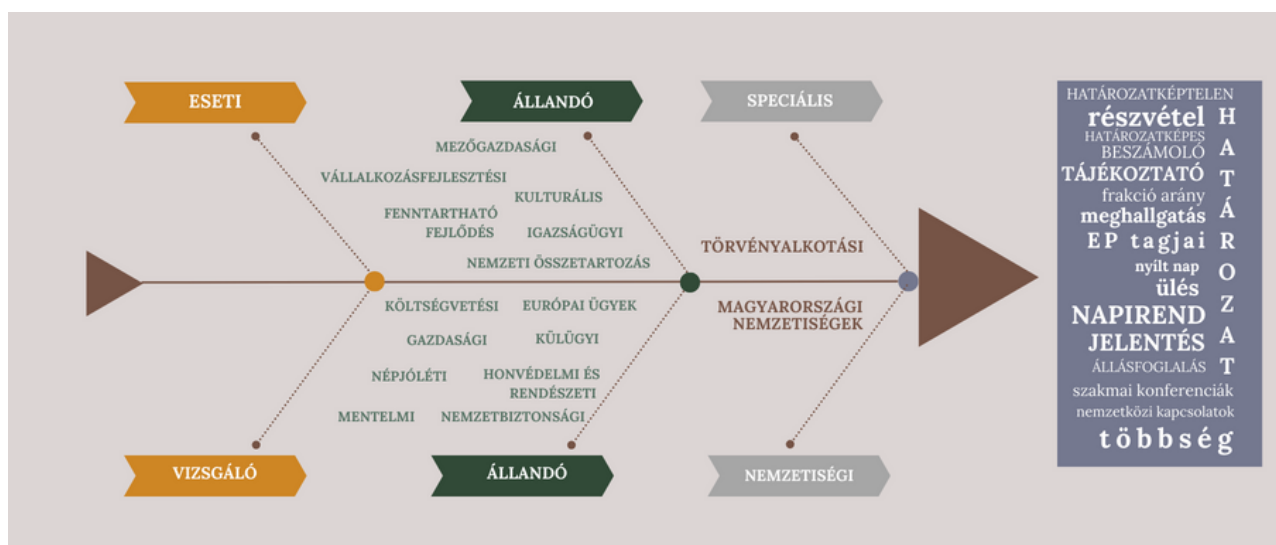 ESETI
ÁLLANDÓ
SPECIÁLIS
MEZŐGAZDASÁGI
VÁLLALKOZÁSFEJLESZTÉSI
KULTURÁLIS
FENNTARTHATÓ
FEJLŐDÉS
IGAZSÁGÜGYI
NEMZETI ÖSSZETARTOZÁS
TÖRVÉNYALKOTÁSI
KÖLTSÉGVETÉSI
EURÓPAI ÜGYEK
GAZDASÁGI
KÜLÜGYI
NÉPJÓLÉTI
HONVÉDELMI ÉS
RENDÉSZETI
MENTELMI
NEMZETBIZTONSÁGI
MAGYARORSZÁGI
NEMZETISÉGEK
VIZSGÁLÓ
ÁLLANDÓ
NEMZETISÉGI
HATÁROZATKÉPTELEN
részvétel
HATÁROZATKÉPES
BESZÁMOLÓ
TÁJÉKOZTATÓ
frakció arány
meghallgatás
EP tagjai
nyílt nap
ülés
NAPIREND
JELENTÉS
ÁLLÁSFOGLALÁS
HATÁROZAT
szakmai konferenciák
nemzetközi kapcsolatok
többség